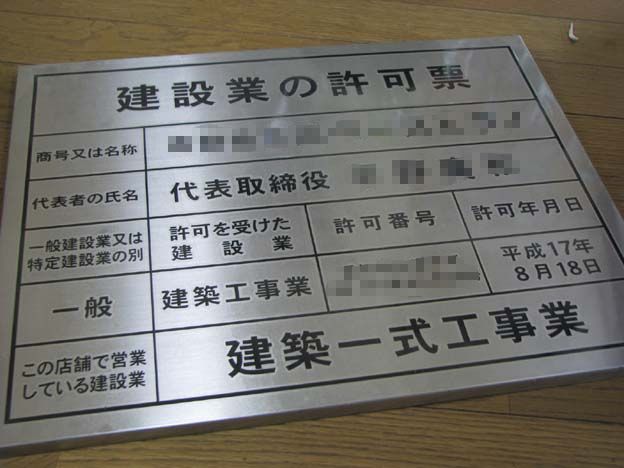 建設業の許可票
商号又は名称
代表者の氏名
代表取締役
一般建設業又は
特定建設業の別
許可を受けた
建設業
許可番号
許可年月日
一般
建築工事業
平成17年
8月18日
この店舗で営業
している建設業
建築一式工事業